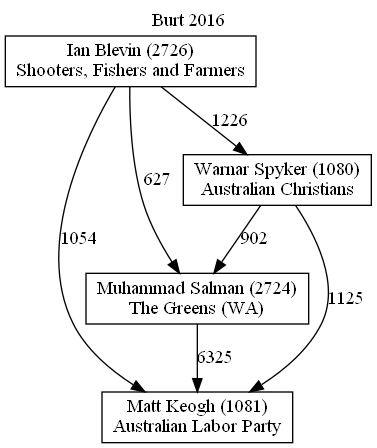 Burt 2016
Ian Blevin (2726)
Shooters, Fishers and Farmers
1226
Warnar Spyker (1080)
Australian Christians
627
1054
902
Muhammad Salman (2724)
The Greens (WA)
1125
6325
Matt Keogh (1081)
Australian Labor Party